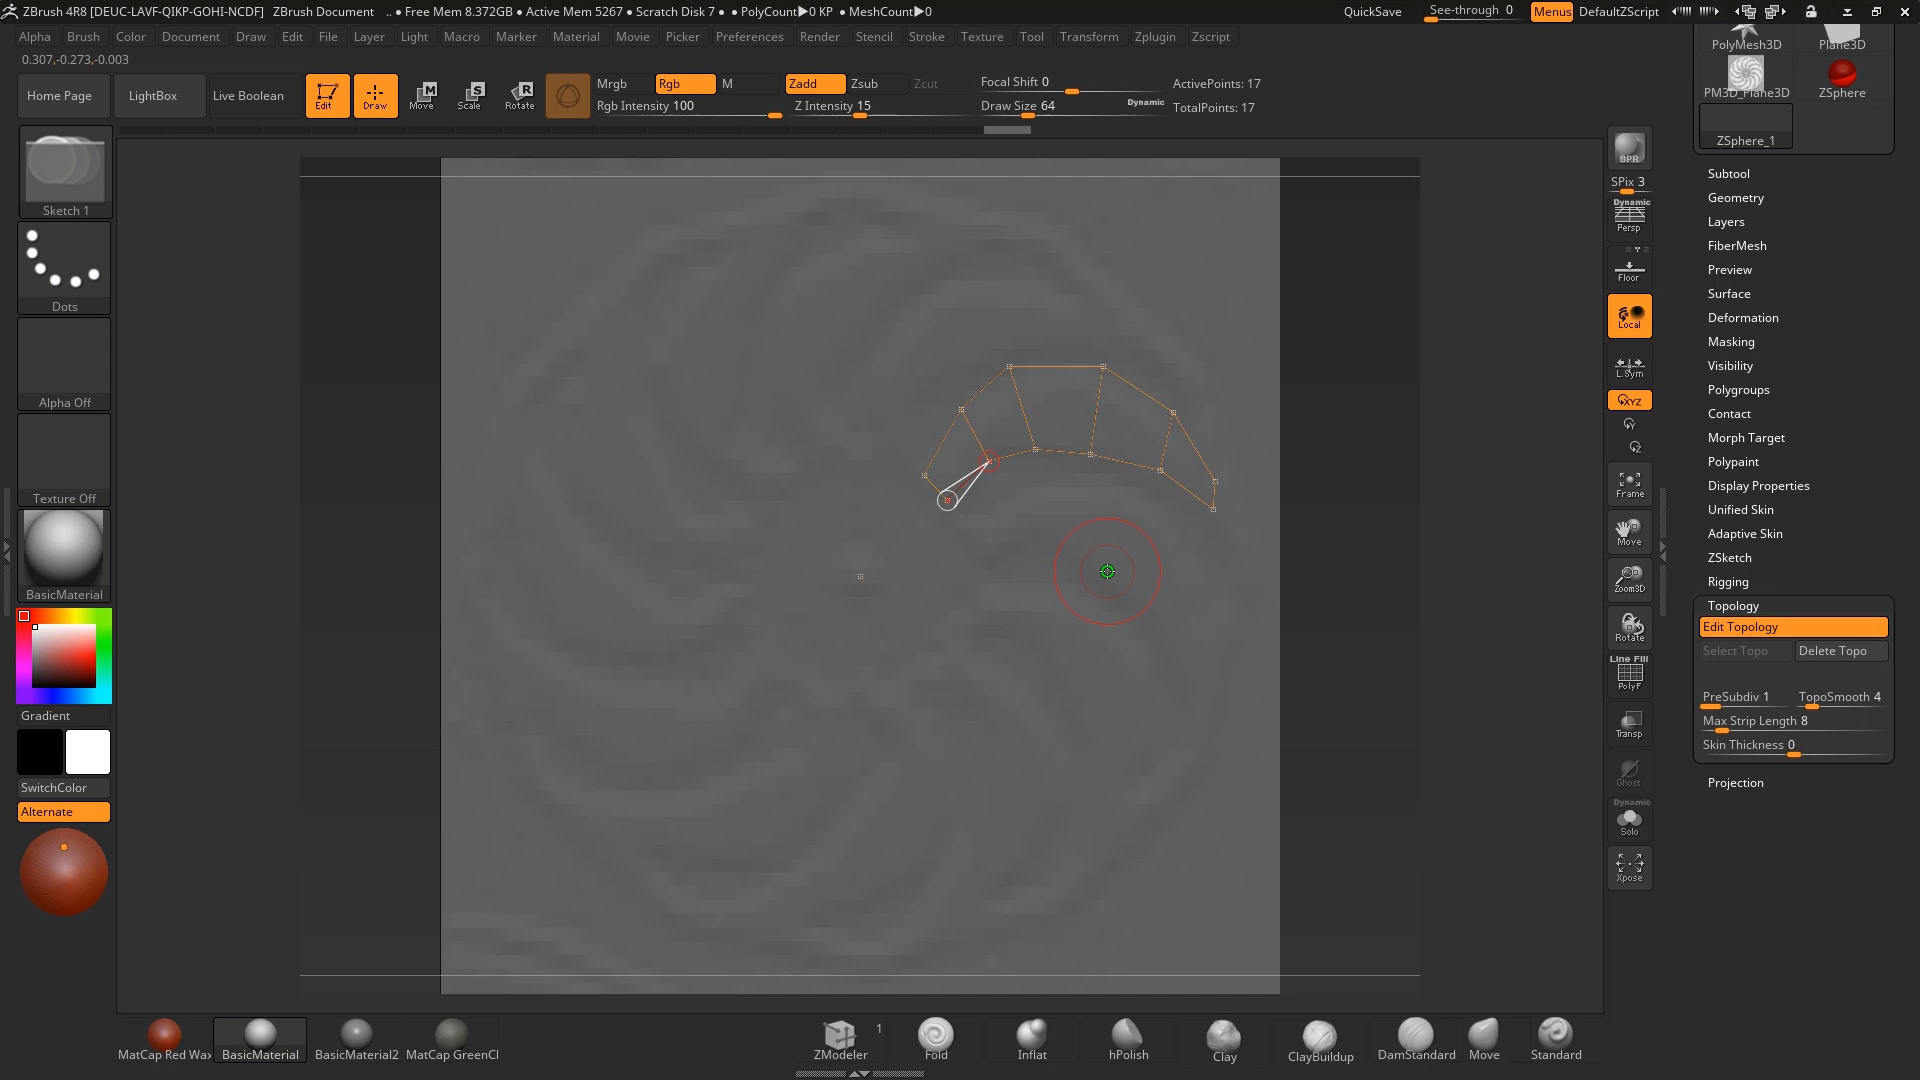 ZBrush 4R8 [DEUC-LAVF-QIKP-GOHI-NCDF] ZBrush Document .. ● Free Mem 8.372GB ● Active Mem 5267 ● Scratch Disk 7 ● ● PolyCount▶0 KP ● MeshCount▶0
QuickSave See-through 0 Menus DefaultZScript
Alpha Brush Color Document Draw Edit File Layer Light Macro Marker Material Movie Picker Preferences Render Stencil Stroke Texture Tool Transform Zplugin Zscript
0.307,-0.273,-0.003
Home Page LightBox Live Boolean Edit Draw Move Scale Rotate
Mrgb Rgb M Zadd Zsub Zcut Focal Shift 0 ActivePoints: 17
Rgb Intensity 100 Z Intensity 15 Draw Size 64 Dynamic TotalPoints: 17
Sketch 1
Dots
Alpha Off
Texture Off
BasicMaterial
Gradient
SwitchColor
Alternate
BPR
SPix 3
Dynamic
Persp
Floor
Local
L.Sym
XYZ
Y
Z
Frame
Move
Zoom3D
Rotate
Line Fill
PolyF
Transp
Ghost
Dynamic
Solo
Xpose
PolyMesh3D Plane3D
PM3D_Plane3D ZSphere
ZSphere_1
Subtool
Geometry
Layers
FiberMesh
Preview
Surface
Deformation
Masking
Visibility
Polygroups
Contact
Morph Target
Polypaint
Display Properties
Unified Skin
Adaptive Skin
ZSketch
Rigging
Topology
Edit Topology
Select Topo Delete Topo
PreSubdiv 1 TopoSmooth 4
Max Strip Length 8
Skin Thickness 0
Projection
MatCap Red Wax BasicMaterial BasicMaterial2 MatCap GreenCl
1
ZModeler Fold Inflat hPolish Clay ClayBuildup DamStandard Move Standard